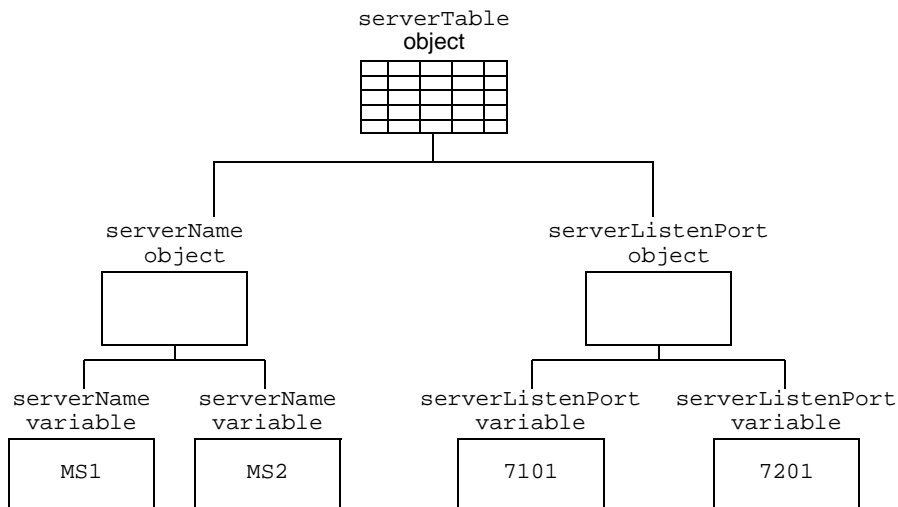 serverTable
object
serverName
object
serverListenPort
object
serverName
variable
serverName
variable
serverListenPort
variable
serverListenPort
variable
MS1
MS2
7101
7201